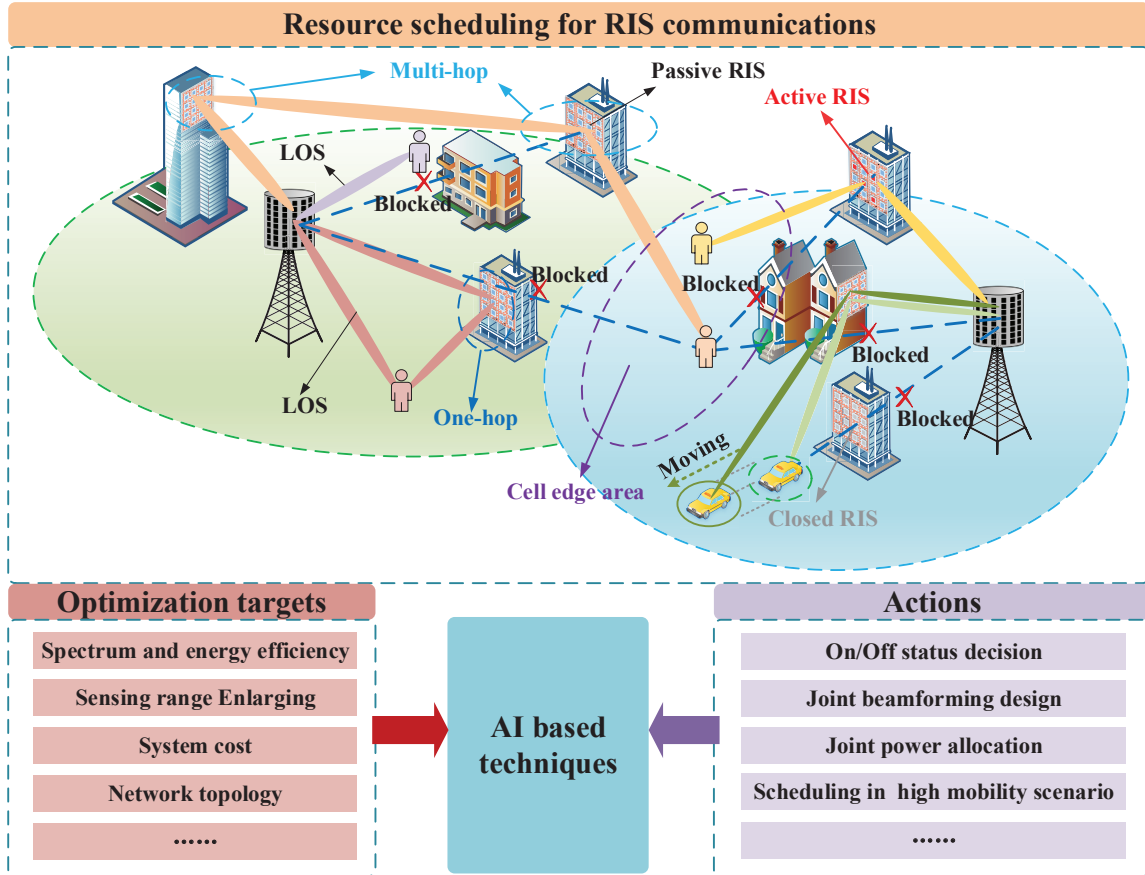 Resource scheduling for RIS communications
Multi-hop
Passive RIS
Active RIS
LOS
Blocked
Blocked
Blocked
Blocked
LOS
One-hop
Blocked
Moving
Cell edge area
Closed RIS
Optimization targets
Spectrum and energy efficiency
Sensing range Enlarging
System cost
Network topology
......
AI based
techniques
Actions
On/Off status decision
Joint beamforming design
Joint power allocation
Scheduling in high mobility scenario
......